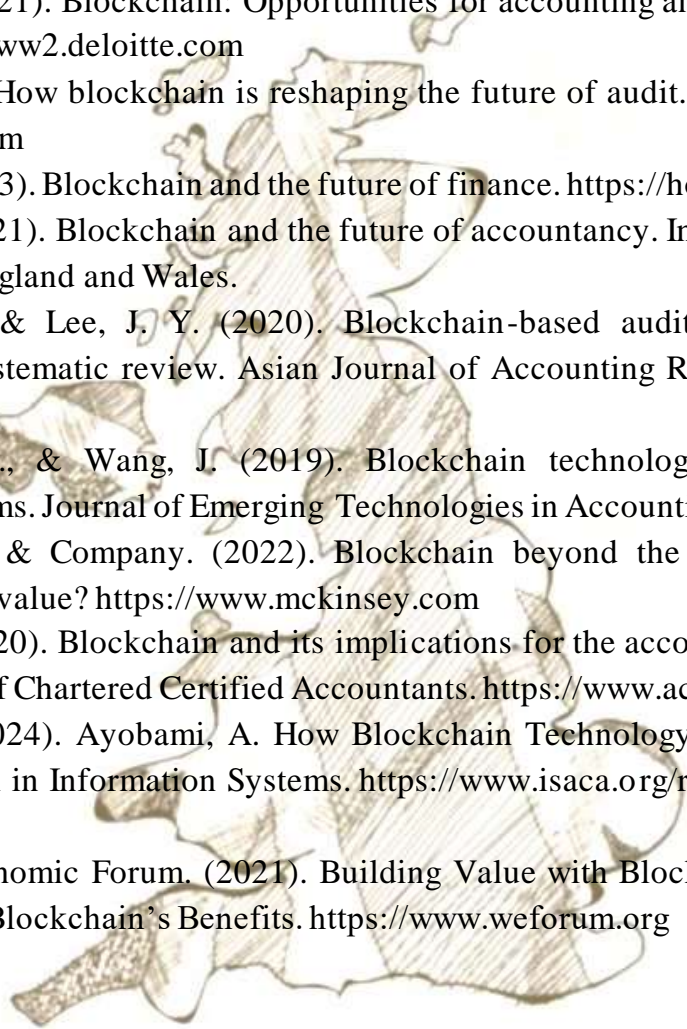 21). Blockchain: Opportunities for accounting a
ww2.deloitte.com
How blockchain is reshaping the future of audit.
m
3). Blockchain and the future of finance. https://h
21). Blockchain and the future of accountancy. In
gland and Wales.
& Lee, J. Y. (2020). Blockchain-based audit
stematic review. Asian Journal of Accounting R
., & Wang, J. (2019). Blockchain technolog
ms. Journal of Emerging Technologies in Accounti
& Company. (2022). Blockchain beyond the
value? https://www.mckinsey.com
20). Blockchain and its implications for the acco
f Chartered Certified Accountants. https://www.ac
024). Ayobami, A. How Blockchain Technology
in Information Systems. https://www.isaca.org/r
nomic Forum. (2021). Building Value with Bloc
Blockchain’s Benefits. https://www.weforum.org